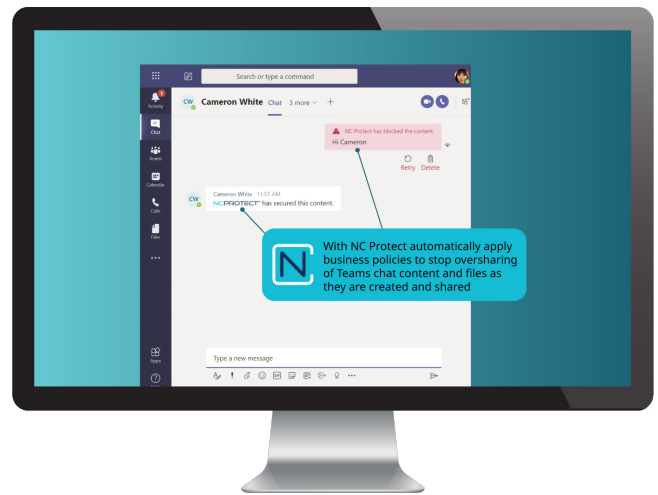 Search or type a command
1
Activity
CW
Cameron White Chat 3 more +
NC Protect has blocked the content.
Hi Cameron
Chat
Retry Delete
Teams
Calendar
Cameron White 11:57 AM
CW
NCPROTECT™ has secured this content.
Calls
Files
N
With NC Protect automatically apply
business policies to stop oversharing
of Teams chat content and files as
they are created and shared
Apps
Type a new message
GIF